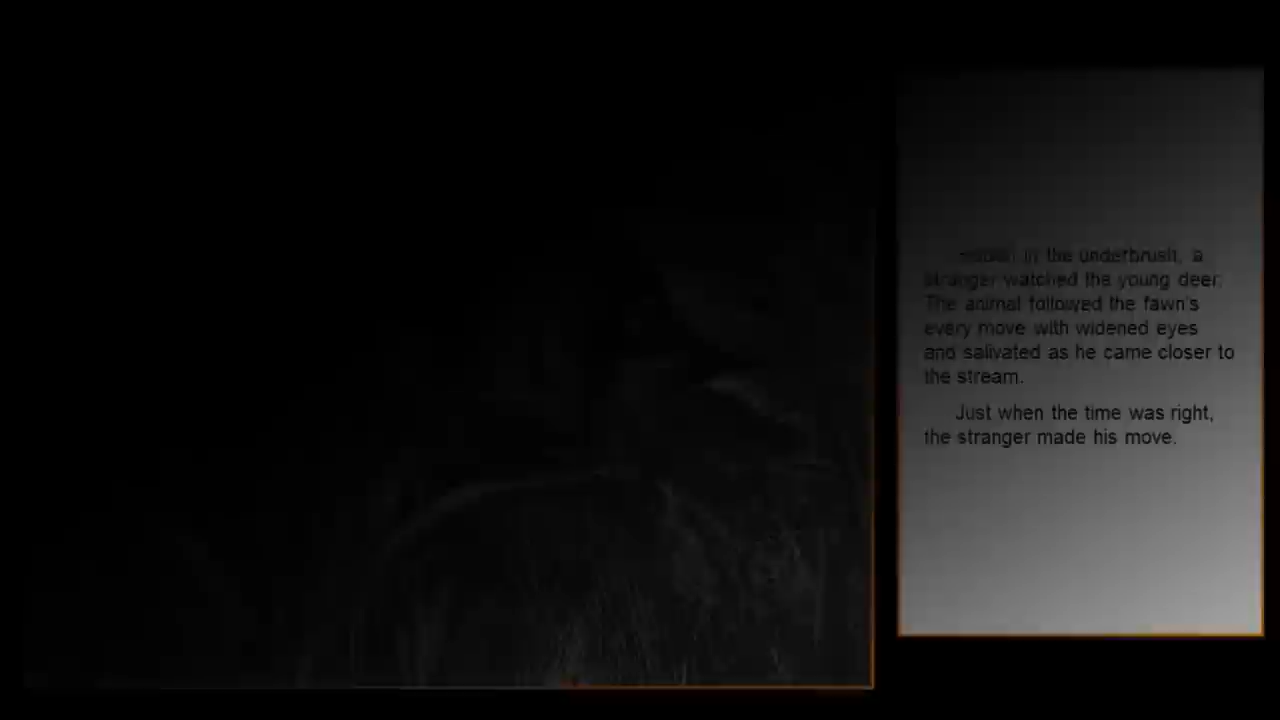 in the underbrush, a
stranger watched the young deer.
The animal followed the fawn's
every move with widened eyes
and salivated as he came closer to
the stream.
Just when the time was right,
the stranger made his move.